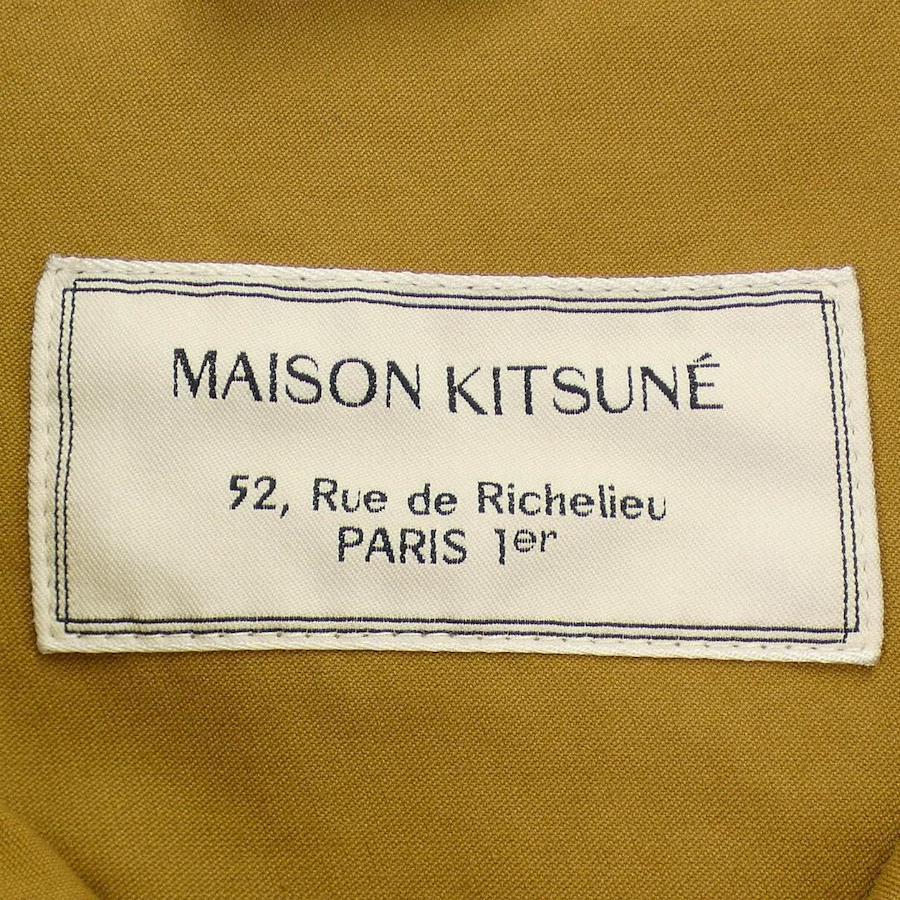 MAISON KITSUNÉ
52, Rue de Richelieu
PARIS 1er